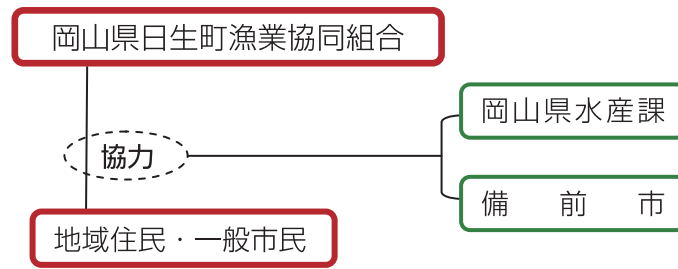 岡山県日生町漁業協同組合
岡山県水産課
協力
備前市
地域住民・一般市民